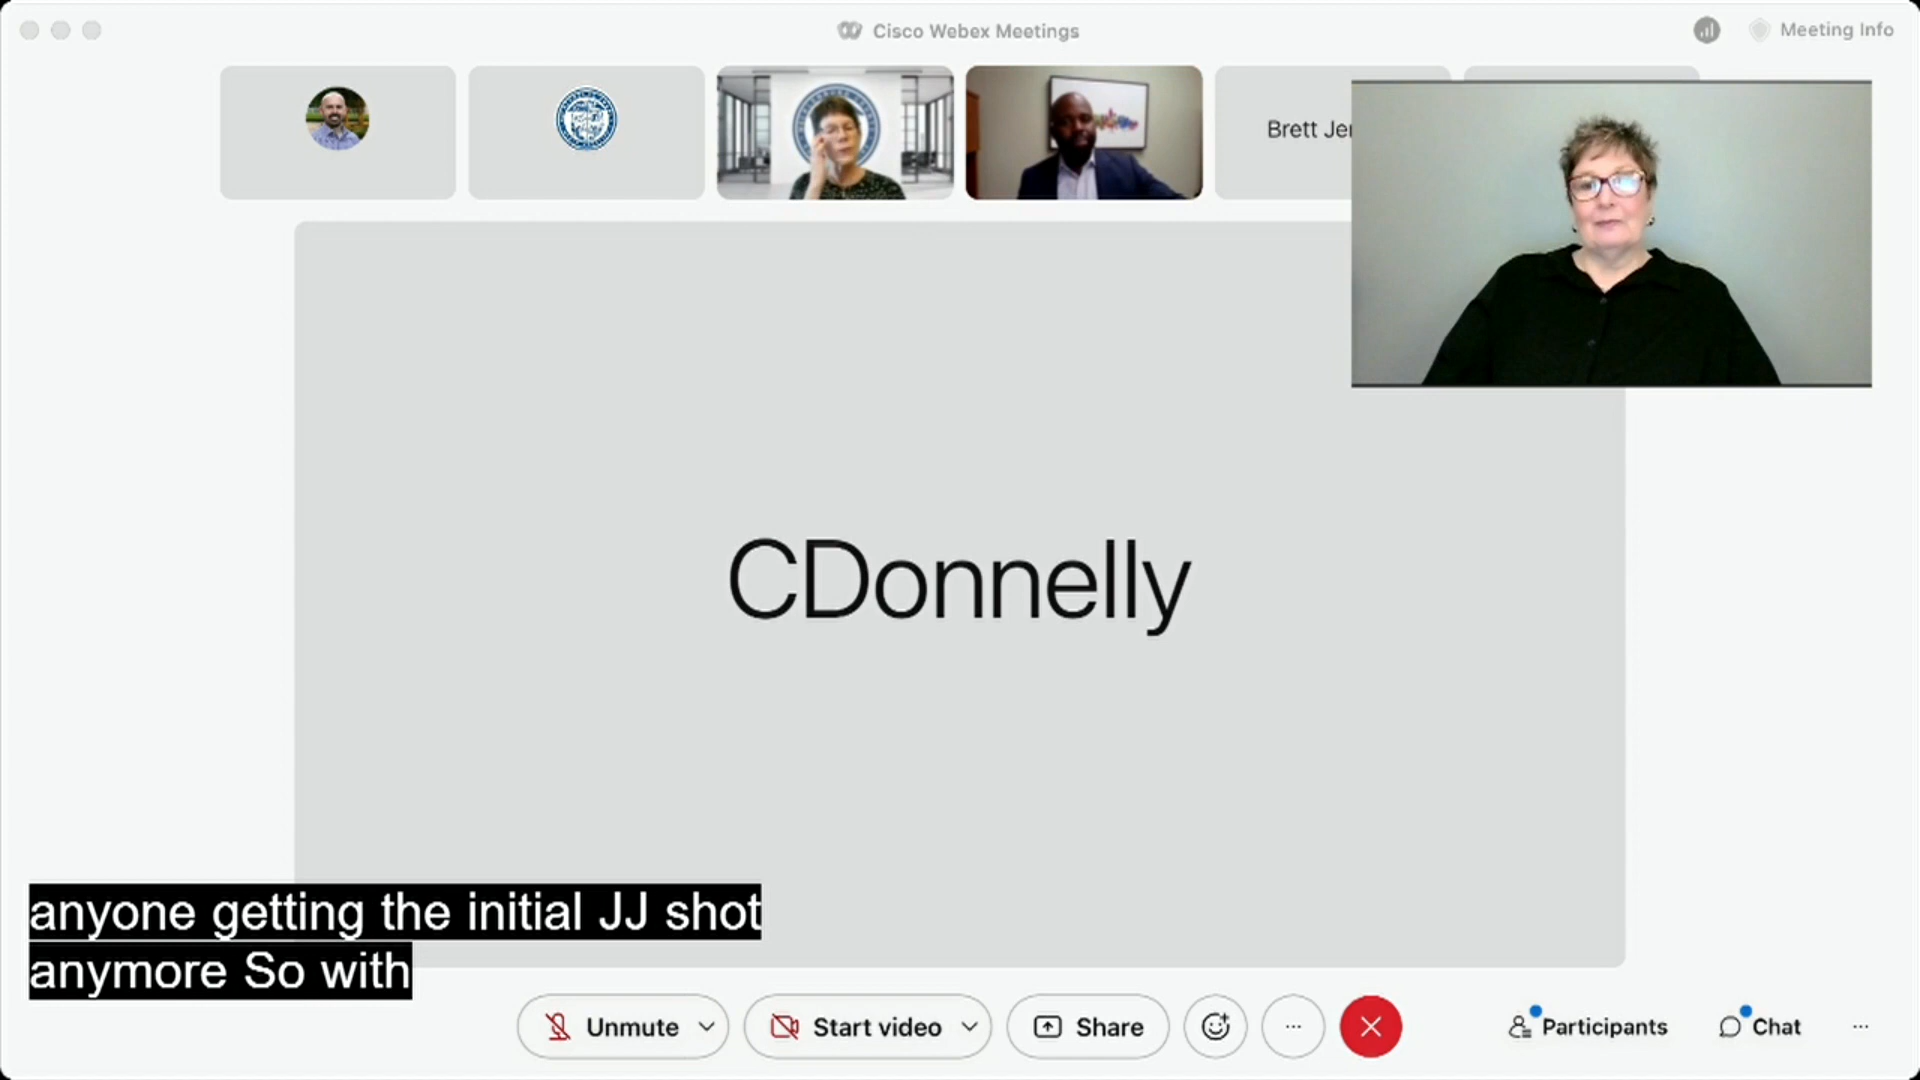 Cisco Webex Meetings
Meeting Info
Brett
CDonnelly
anyone getting the initial JJ shot
anymore So with
Unmute
Start video
Share
Participants
Chat